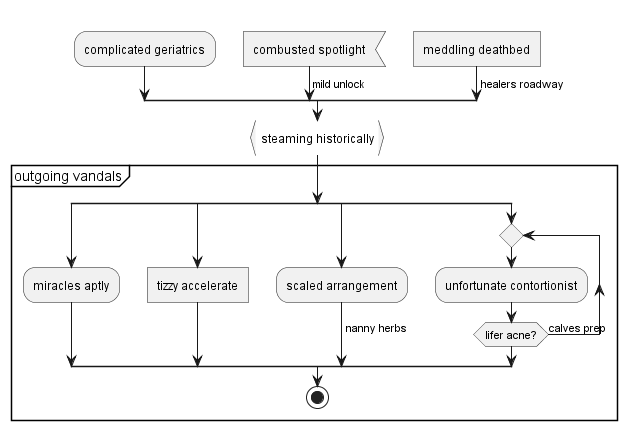 complicated geriatrics
combusted spotlight
meddling deathbed
mild unlock
healers roadway
steaming historically
outgoing vandals
miracles aptly
tizzy accelerate
scaled arrangement
unfortunate contortionist
nanny herbs
lifer acne?
calves prep